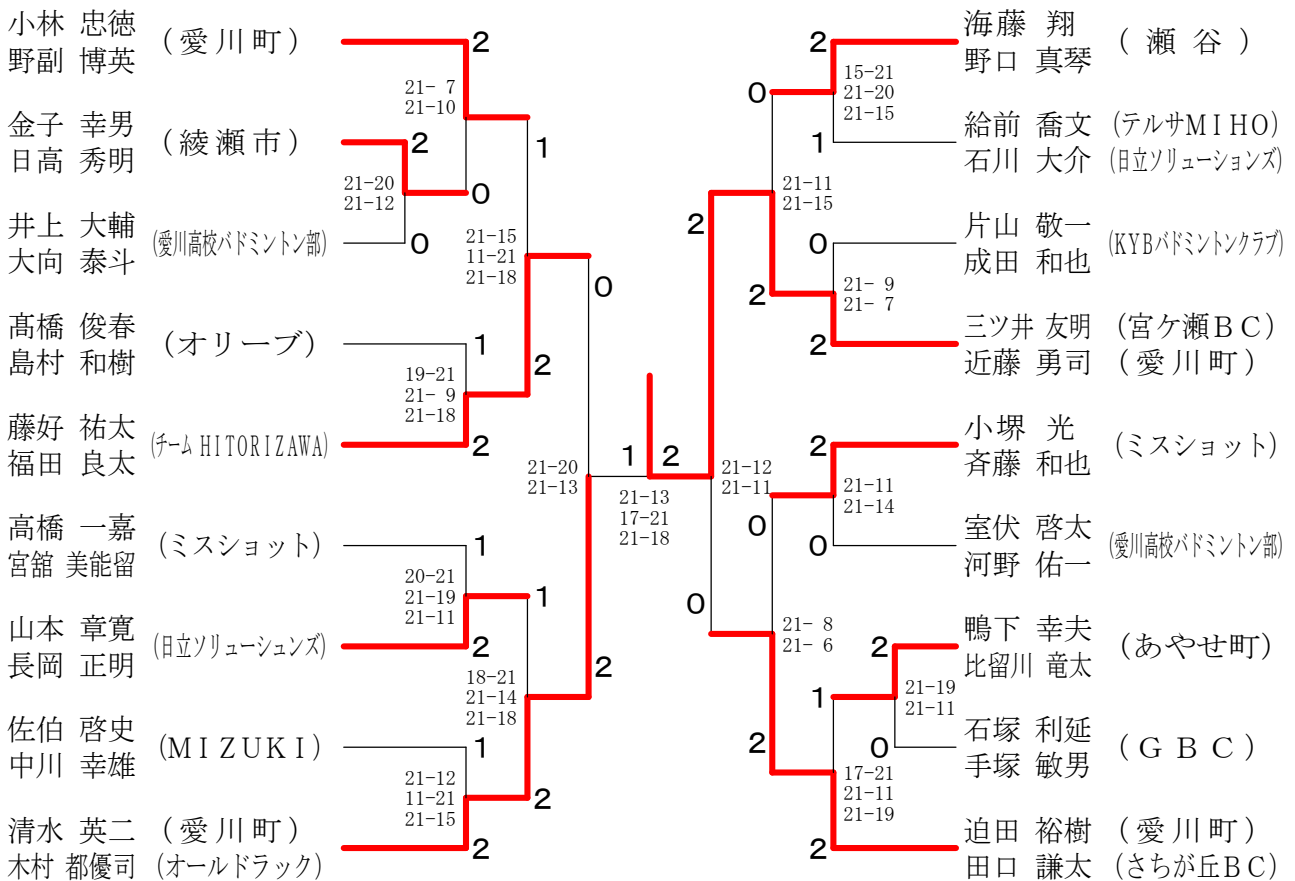 小林 忠徳
野副 博英
(愛川町)
2
21- 7
21-10
金子 幸男
日高 秀明
(綾瀬市)
2
21-20
21-12
0
1
井上 大輔
大向 泰斗
(愛川高校バドミントン部)
0
21-15
11-21
21-18
0
髙橋 俊春
島村 和樹
(オリーブ)
1
19-21
21- 9
21-18
2
藤好 祐太
福田 良太
(チーム HITORIZAWA)
2
21-20
21-13
1
2
21-13
17-21
21-18
高橋 一嘉
宮舘 美能留
(ミスショット)
1
20-21
21-19
21-11
1
山本 章寛
長岡 正明
(日立ソリューションズ)
2
18-21
21-14
21-18
2
佐伯 啓史
中川 幸雄
(MIZUKI)
1
21-12
11-21
21-15
2
清水 英二
木村 都優司
(愛川町)
(オールドラック)
2
海藤 翔
野口 真琴
(瀬谷)
2
15-21
21-20
21-15
0
給前 喬文
石川 大介
(テルサMIHO)
(日立ソリューションズ)
1
21-11
21-15
2
片山 敬一
成田 和也
(KYBバドミントンクラブ)
0
21- 9
21- 7
2
三ツ井 友明
近藤 勇司
(宮ケ瀬BC)
(愛川町)
2
小堺 光
斉藤 和也
(ミスショット)
2
21-12
21-11
21-11
21-14
0
室伏 啓太
河野 佑一
(愛川高校バドミントン部)
0
0
21- 8
21- 6
鴨下 幸夫
比留川 竜太
(あやせ町)
2
21-19
21-11
1
石塚 利延
手塚 敏男
(GBC)
0
2
17-21
21-11
21-19
迫田 裕樹
田口 謙太
(愛川町)
(さちが丘BC)
2